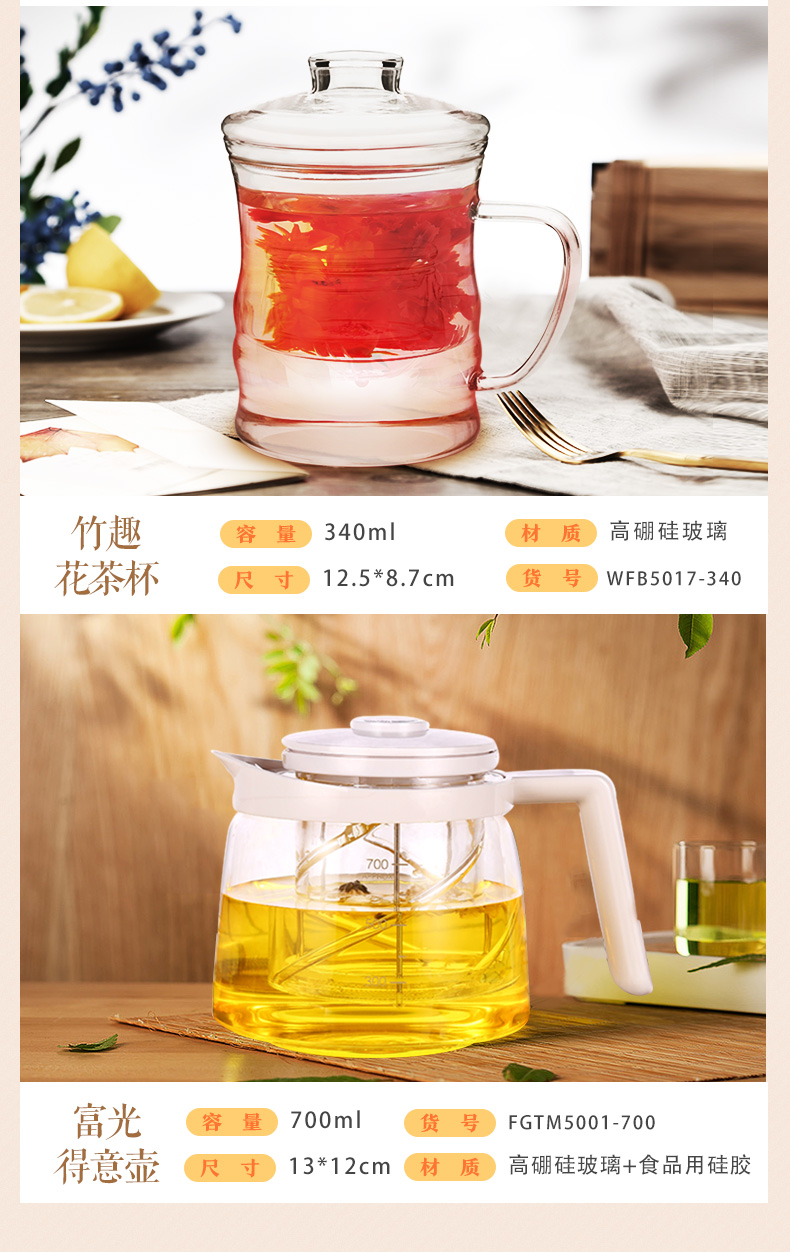 竹趣
花茶杯
容 量 340ml
材 质 高硼硅玻璃
尺 寸 12.5*8.7cm
货 号 WFB5017-340
700
富光
得意壶
容 量 700ml
货 号 FGTM5001-700
尺 寸 13*12cm
材 质 高硼硅玻璃+食品用硅胶